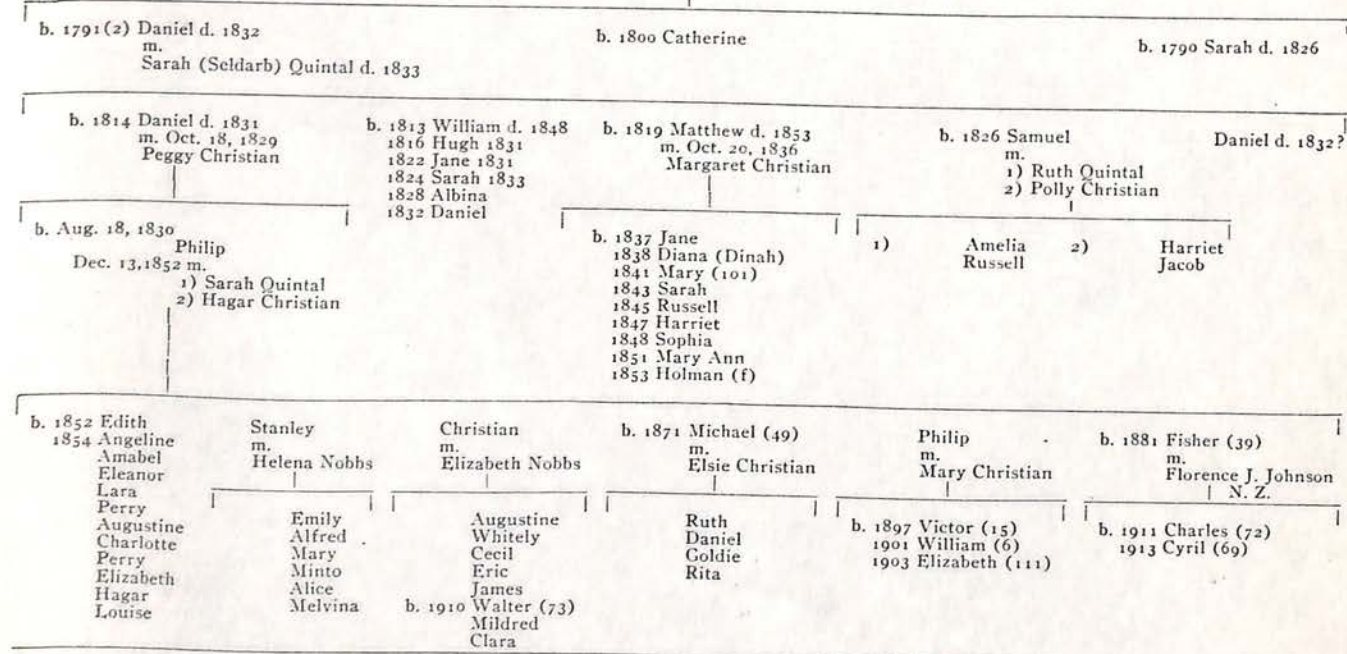 b. 1791(2) Daniel d. 1832
m.
Sarah (Seldarb) Quintal d. 1833
b. 1800 Catherine
b. 1790 Sarah d. 1826
b. 1814 Daniel d. 1831
m. Oct. 18, 1829
Peggy Christian
b. 1813 William d. 1848
1816 Hugh 1831
1822 Jane 1831
1824 Sarah 1833
1828 Albina
1832 Daniel
b. 1819 Matthew d. 1853
m. Oct. 20, 1836
Margaret Christian
b. 1826 Samuel
m.
1) Ruth Quintal
2) Polly Christian
Daniel d. 1832?
b. Aug. 18, 1830
Philip
Dec. 13,1852 m.
1) Sarah Quintal
2) Hagar Christian
b. 1837 Jane
1838 Diana (Dinah)
1841 Mary (101)
1843 Sarah
1845 Russell
1847 Harriet
1848 Sophia
1851 Mary Ann
1853 Holman (f)
1) Amelia
Russell
2) Harriet
Jacob
b. 1852 Edith
1854 Angeline
Amabel
Eleanor
Lara
Perry
Augustine
Charlotte
Perry
Elizabeth
Hagar
Louise
Stanley
m.
Helena Nobbs
Emily
Alfred
Mary
Minto
Alice
Melvina
Christian
m.
Elizabeth Nobbs
Augustine
Whitely
Cecil
Eric
James
b. 1910 Walter (73)
Mildred
Clara
b. 1871 Michael (49)
m.
Elsie Christian
Ruth
Daniel
Goldie
Rita
Philip
m.
Mary Christian
b. 1897 Victor (15)
1901 William (6)
1903 Elizabeth (111)
b. 1881 Fisher (39)
m.
Florence J. Johnson
N. Z.
b. 1911 Charles (72)
1913 Cyril (69)